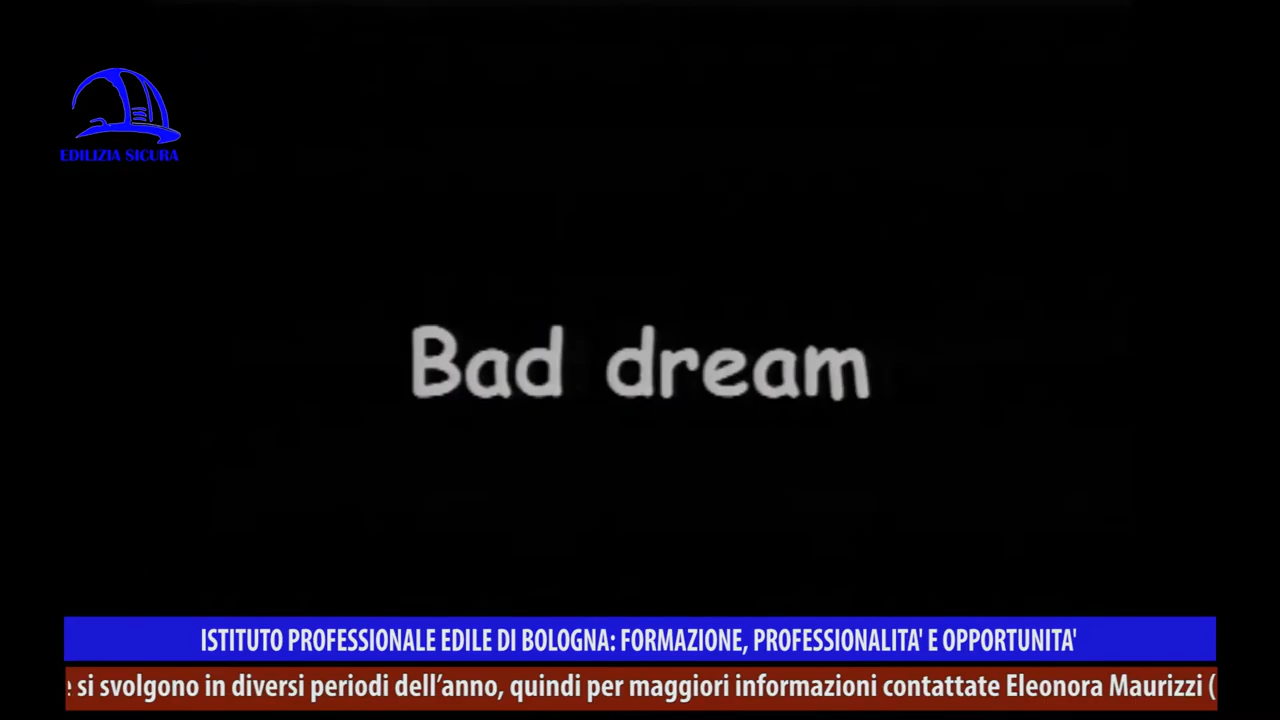 EDILIZIA SICURA
Bad dream
ISTITUTO PROFESSIONALE EDILE DI BOLOGNA: FORMAZIONE, PROFESSIONALITA' E OPPORTUNITA'
si svolgono in diversi periodi dell’anno, quindi per maggiori informazioni contattate Eleonora Maurizzi (